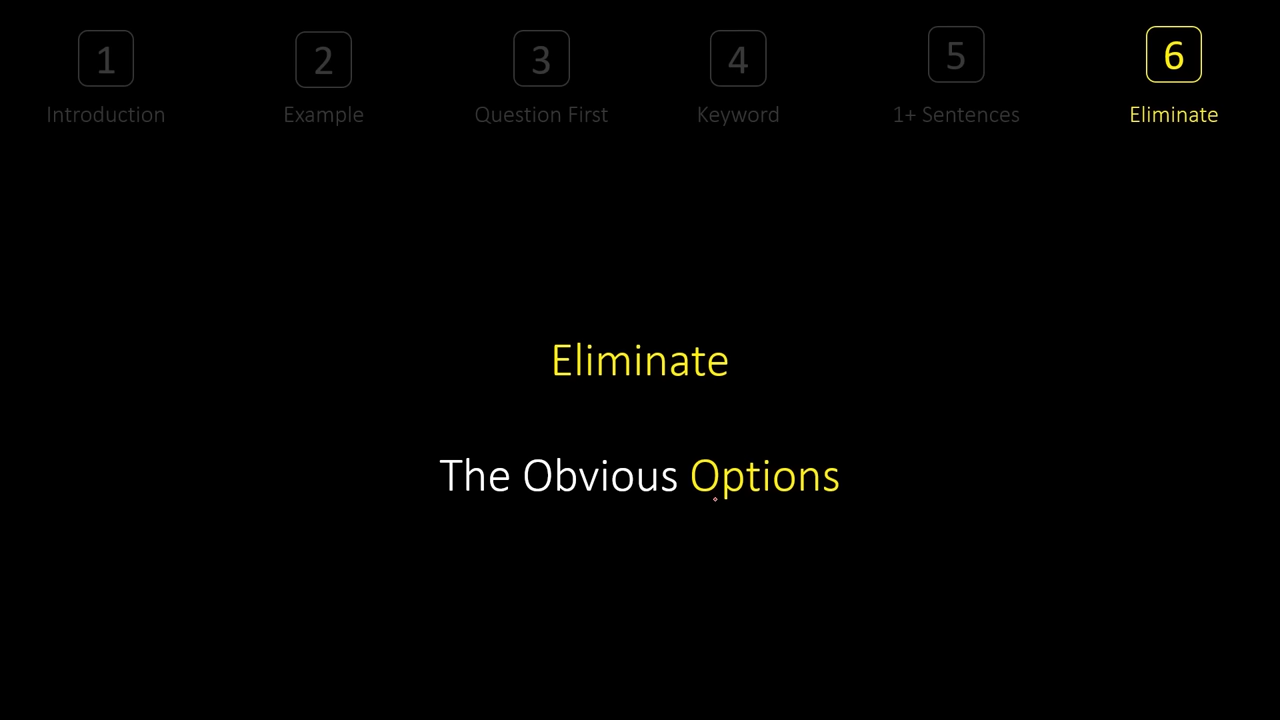 1 2 3 4 5 6
Introduction Example Question First Keyword 1+ Sentences Eliminate
Eliminate
The Obvious Options